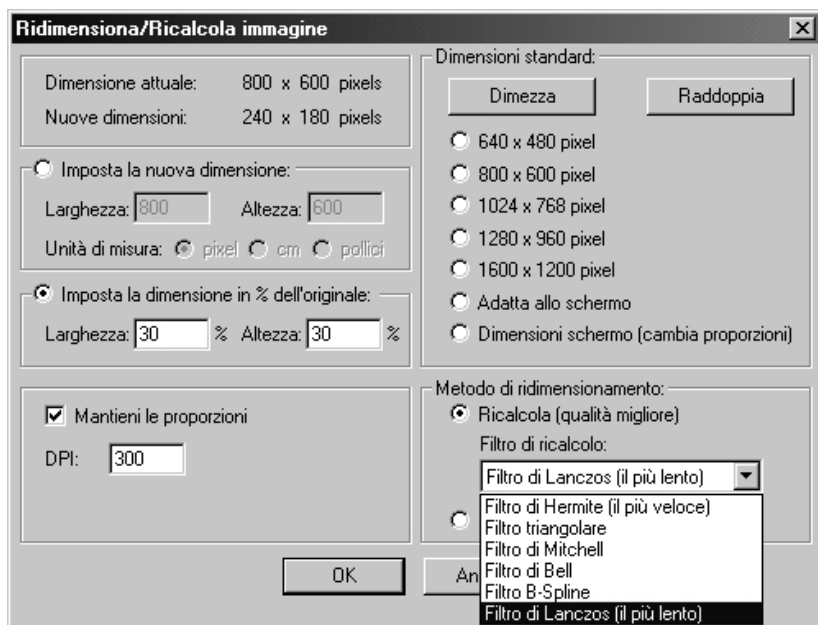 Ridimensiona/Ricalcola immagine
Dimensione attuale: 800 x 600 pixels
Nuove dimensioni: 240 x 180 pixels
Imposta la nuova dimensione:
Larghezza: 800 Altezza: 600
Unità di misura: pixel cm pollici
Imposta la dimensione in % dell'originale:
Larghezza: 30 % Altezza: 30 %
Mantieni le proporzioni
DPI: 300
Dimensioni standard:
Dimezza Raddoppia
640 x 480 pixel
800 x 600 pixel
1024 x 768 pixel
1280 x 960 pixel
1600 x 1200 pixel
Adatta allo schermo
Dimensioni schermo (cambia proporzioni)
Metodo di ridimensionamento:
Ricalcola (qualità migliore)
Filtro di ricalcolo:
Filtro di Lanczos (il più lento)
Filtro di Hermite (il più veloce)
Filtro triangolare
Filtro di Mitchell
Filtro di Bell
Filtro B-Spline
Filtro di Lanczos (il più lento)
OK An